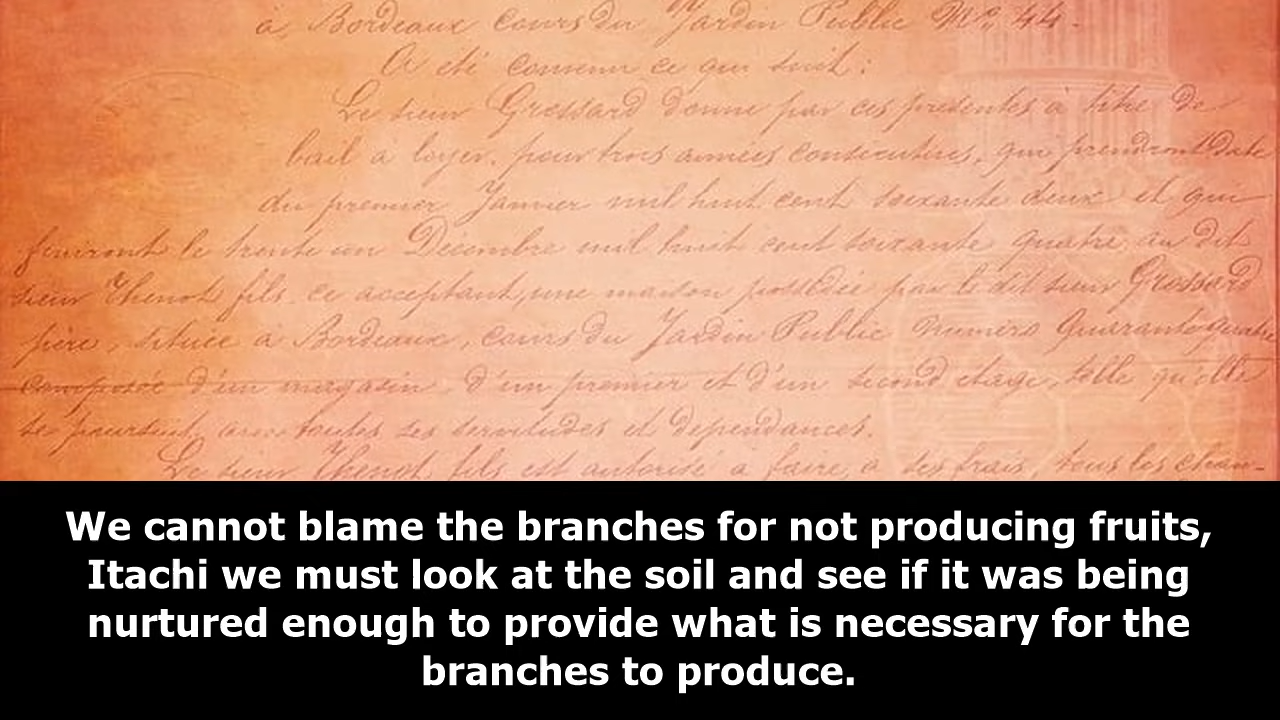 à Bordeaux cours du Jardin Public No 44.
A été convenu ce qui suit :
Le sieur Grossard donne par ces présentes à titre de
bail à loyer, pour trois années consécutives, qui prendront date
du premier Janvier mil huit cent soixante deux et qui
finiront le trente un Décembre mil huit cent soixante quatre au dit
sieur Thenot fils, ce acceptant, une maison possédée par le dit sieur Grossard
père, située à Bordeaux, cours du Jardin Public Numéro Quarante quatre
composée d'un magasin, d'un premier et d'un second étage, telle qu'elle
se poursuit, avec toutes ses servitudes et dépendances.
Le sieur Thenot fils est autorisé à faire, à ses frais, tous les chan-
We cannot blame the branches for not producing fruits,
Itachi we must look at the soil and see if it was being
nurtured enough to provide what is necessary for the
branches to produce.